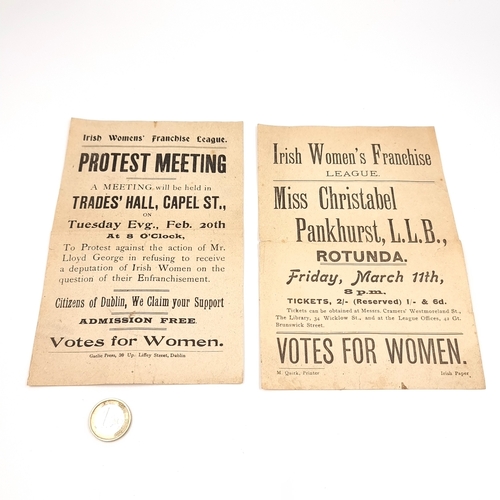 Irish Womens' Franchise League.
PROTEST MEETING
A MEETING will be held in
TRADES' HALL, CAPEL ST.,
ON
Tuesday Evg., Feb. 20th
At 8 O'Clock,
To Protest against the action of Mr.
Lloyd George in refusing to receive
a deputation of Irish Women on the
question of their Enfranchisement.
Citizens of Dublin, We Claim your Support
ADMISSION FREE.
Votes for Women.
Garlic Press, 36 Up. Liffey Street, Dublin
Irish Women's Franchise
LEAGUE.
Miss Christabel
Pankhurst, L.L.B.,
ROTUNDA.
Friday, March 11th,
8 p.m.
TICKETS, 2/- (Reserved) 1/- & 6d.
Tickets can be obtained at Messrs. Cramers' Westmoreland St.,
The Library, 34 Wicklow St., and at the League Offices, 42 Gt.
Brunswick Street.
VOTES FOR WOMEN.
M. Quirk, Printer
Irish Paper